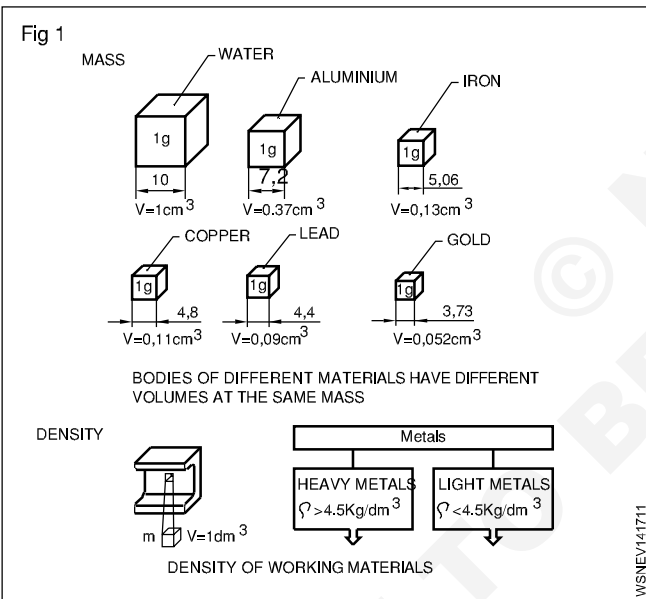 Fig 1
MASS
WATER
ALUMINIUM
IRON
1g
1g
1g
10
7,2
5,06
V=1cm³
V=0.37cm³
V=0,13cm³
COPPER
LEAD
GOLD
1g
1g
1g
4,8
4,4
3,73
V=0,11cm³
V=0,09cm³
V=0,052cm³
BODIES OF DIFFERENT MATERIALS HAVE DIFFERENT
VOLUMES AT THE SAME MASS
DENSITY
Metals
HEAVY METALS
>4.5Kg/dm³
LIGHT METALS
<4.5Kg/dm³
m
V=1dm³
DENSITY OF WORKING MATERIALS
WSNEV141711
©
TO B